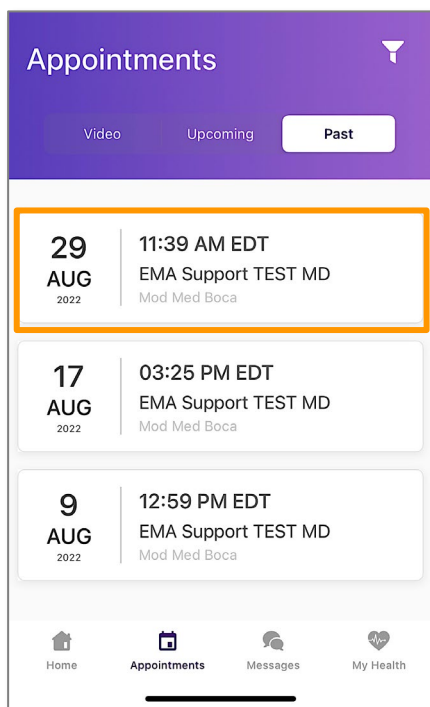 Appointments
Video Upcoming Past
29
AUG
2022
11:39 AM EDT
EMA Support TEST MD
Mod Med Boca
17
AUG
2022
03:25 PM EDT
EMA Support TEST MD
Mod Med Boca
9
AUG
2022
12:59 PM EDT
EMA Support TEST MD
Mod Med Boca
Home Appointments Messages My Health